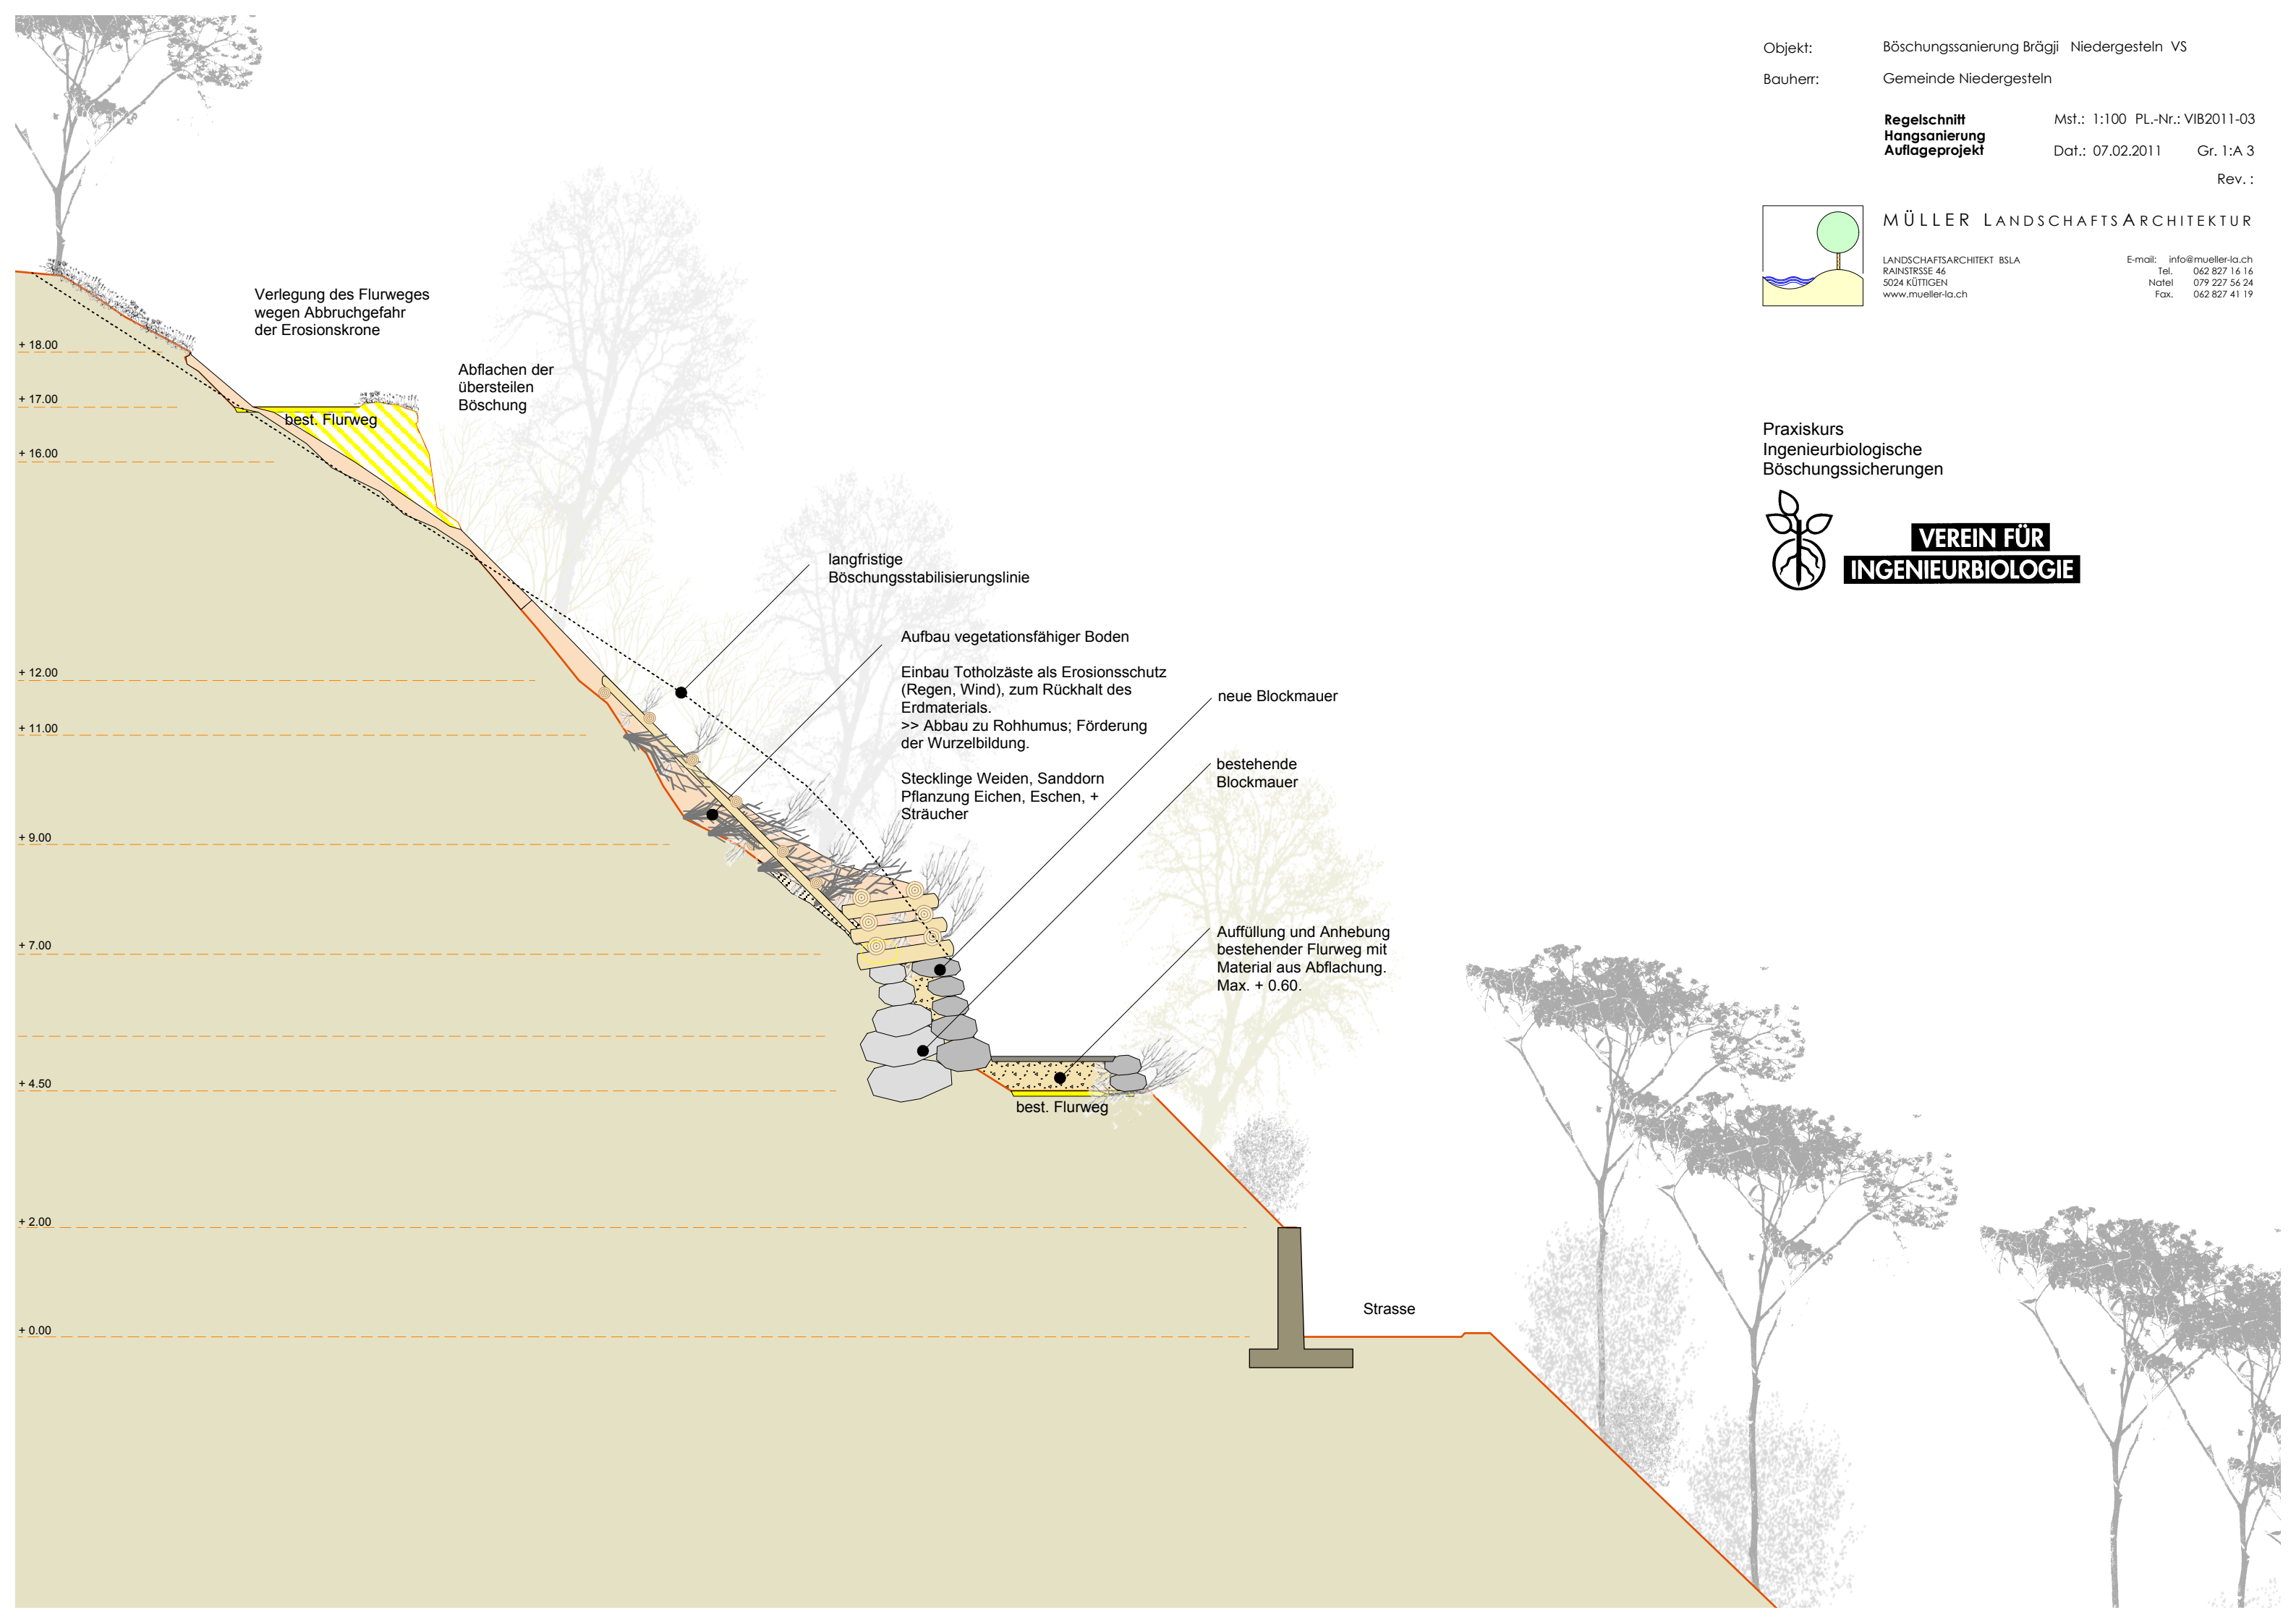 Objekt: Böschungssanierung Brägji Niedergesteln VS
Bauherr: Gemeinde Niedergesteln
Regelschnitt
Hangsanierung
Auflageprojekt
Mst.: 1:100 PL.-Nr.: VIB2011-03
Dat.: 07.02.2011 Gr. 1:A 3
Rev. :
MÜLLER LANDSCHAFTSARCHITEKTUR
LANDSCHAFTSARCHITEKT BSLA
RAINSTRSSE 46
5024 KÜTTIGEN
www.mueller-la.ch
E-mail: info@mueller-la.ch
Tel. 062 827 16 16
Natel 079 227 56 24
Fax. 062 827 41 19
Praxiskurs
Ingenieurbiologische
Böschungssicherungen
VEREIN FÜR
INGENIEURBIOLOGIE
Verlegung des Flurweges
wegen Abbruchgefahr
der Erosionskrone
Abflachen der
übersteilen
Böschung
best. Flurweg
langfristige
Böschungsstabilisierungslinie
Aufbau vegetationsfähiger Boden
Einbau Totholzäste als Erosionsschutz
(Regen, Wind), zum Rückhalt des
Erdmaterials.
>> Abbau zu Rohhumus; Förderung
der Wurzelbildung.
Stecklinge Weiden, Sanddorn
Pflanzung Eichen, Eschen, +
Sträucher
neue Blockmauer
bestehende
Blockmauer
Auffüllung und Anhebung
bestehender Flurweg mit
Material aus Abflachung.
Max. + 0.60.
best. Flurweg
Strasse
+ 18.00
+ 17.00
+ 16.00
+ 12.00
+ 11.00
+ 9.00
+ 7.00
+ 4.50
+ 2.00
+ 0.00